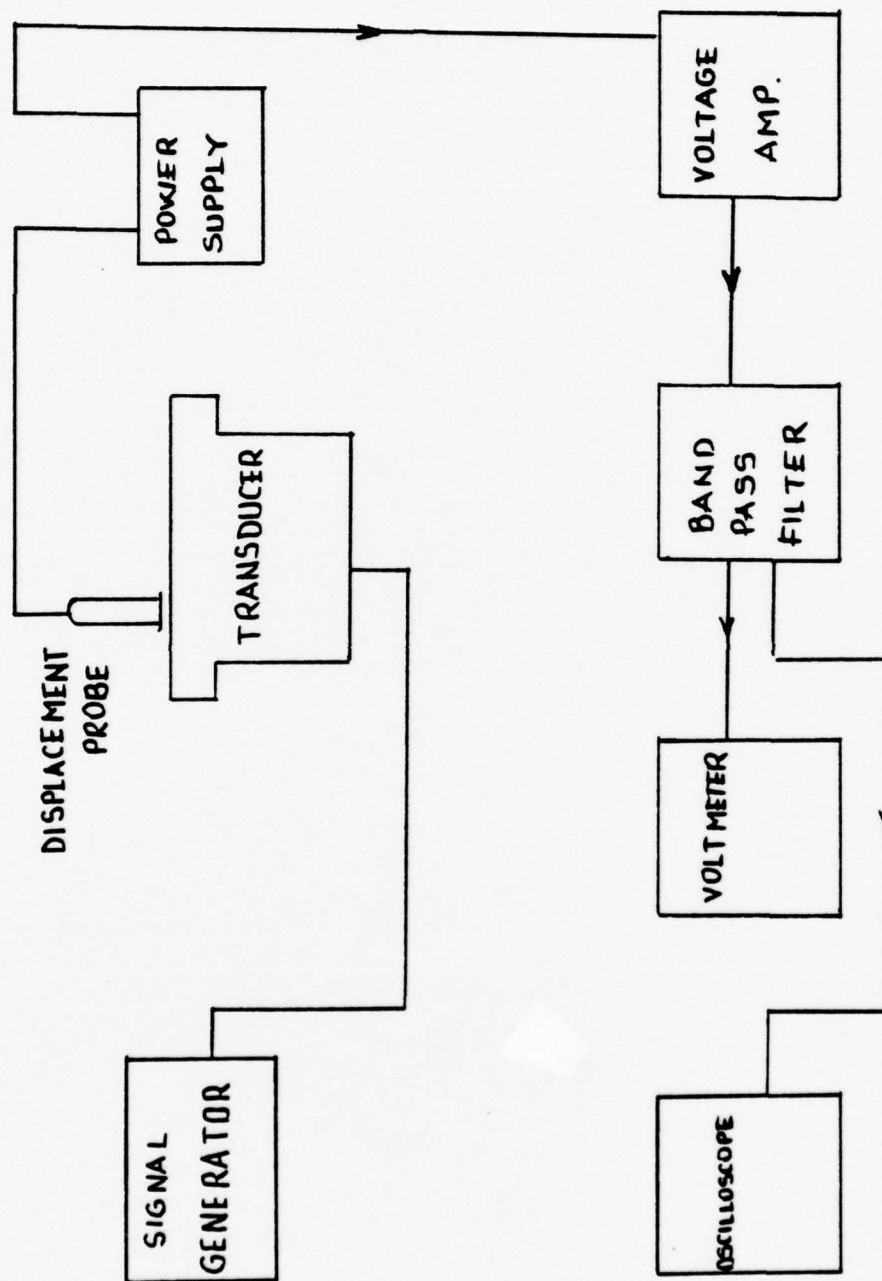 SIGNAL
GENERATOR
DISPLACEMENT
PROBE
TRANSDUCER
POWER
SUPPLY
OSCILLOSCOPE
VOLTMETER
BAND
PASS
FILTER
VOLTAGE
AMP.